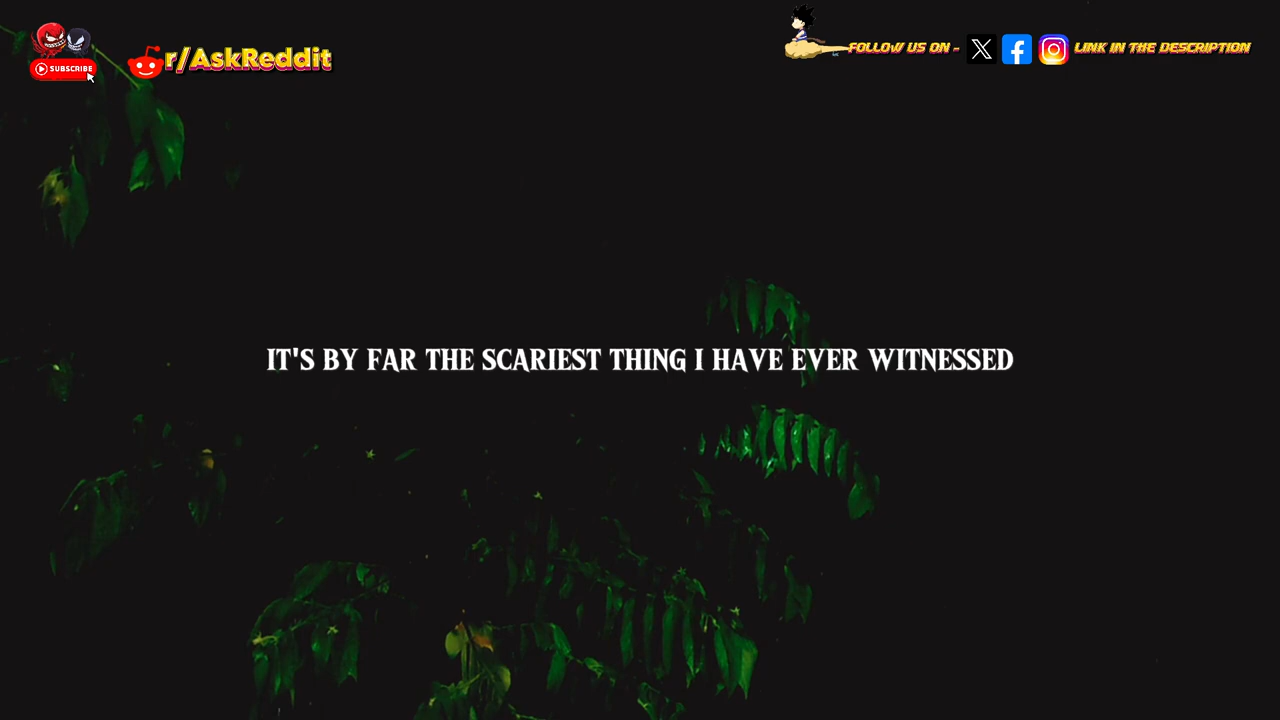 SUBSCRIBE
r/AskReddit
FOLLOW US ON -
LINK IN THE DESCRIPTION
IT'S BY FAR THE SCARIEST THING I HAVE EVER WITNESSED